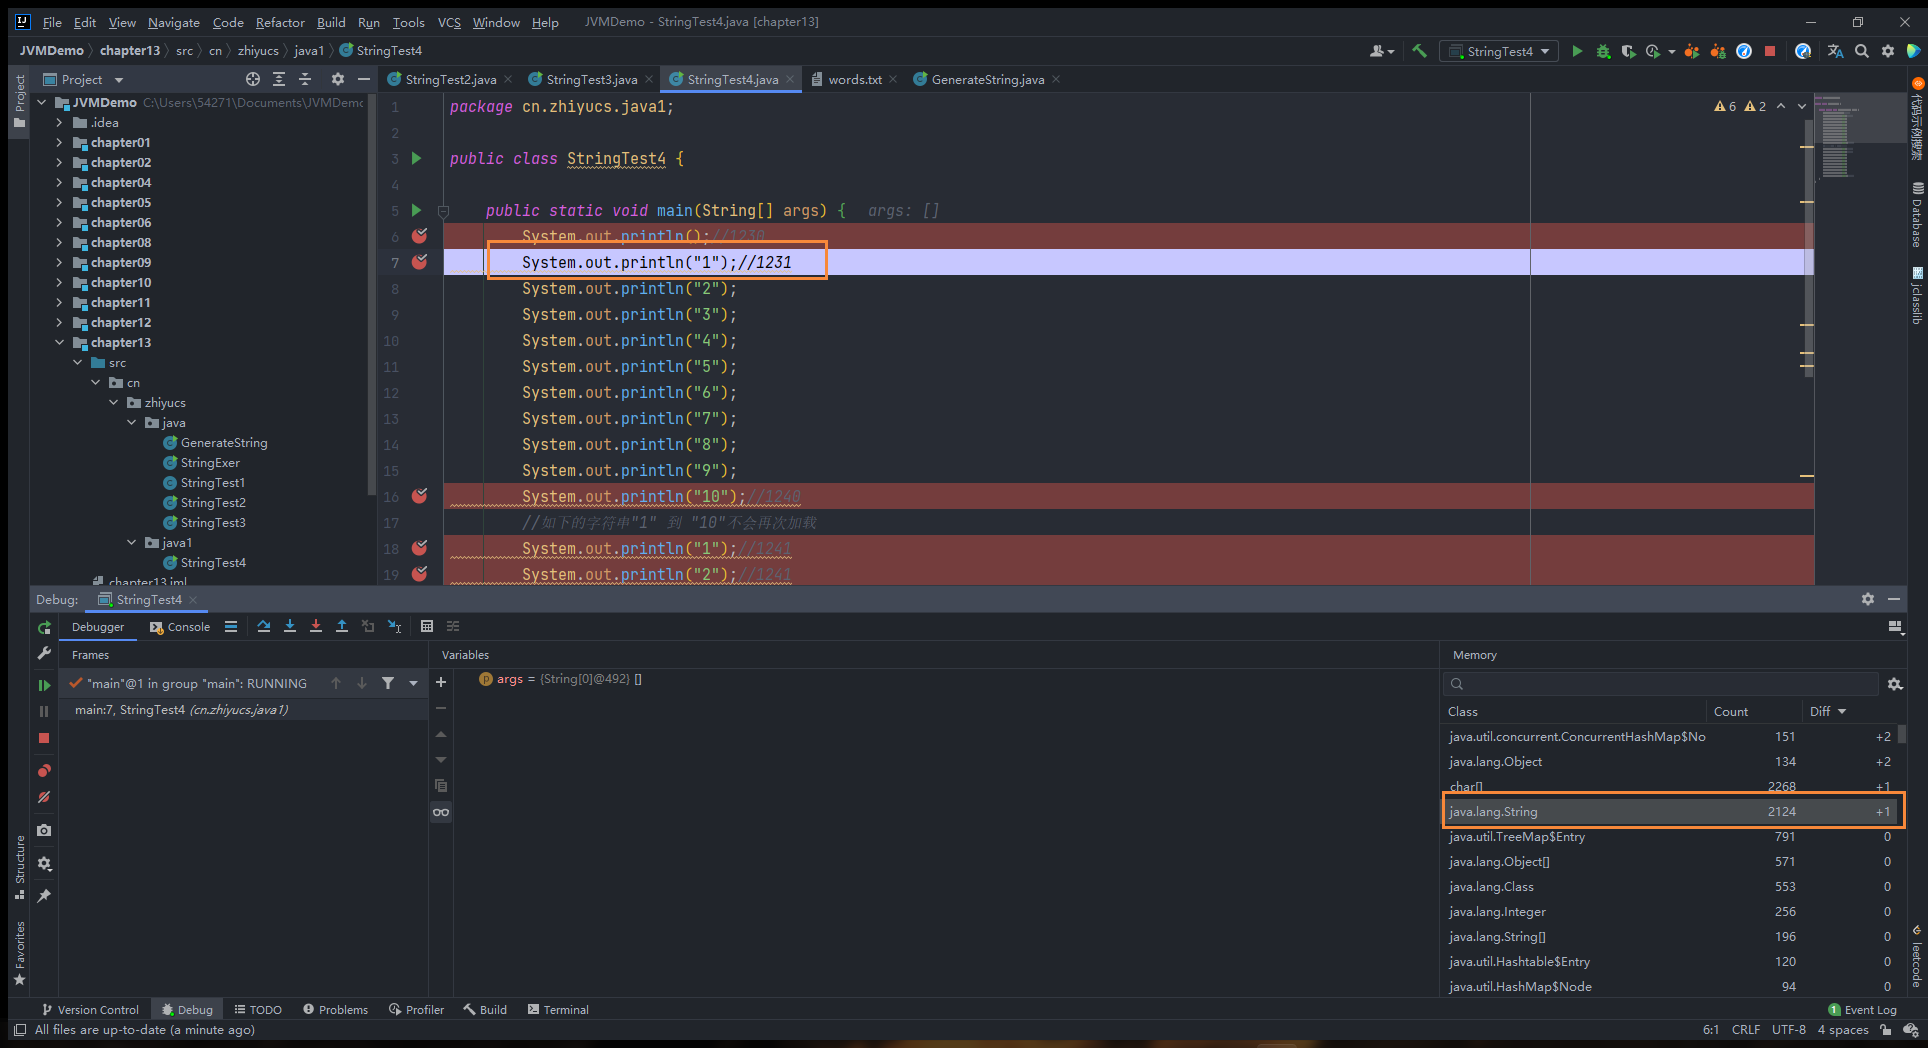 File Edit View Navigate Code Refactor Build Run Tools VCS Window Help JVMDemo - StringTest4.java [chapter13]
JVMDemo chapter13 src cn zhiyucs java1 StringTest4 StringTest4
Project
Project
JVMDemo C:\Users\54271\Documents\JVMDemo
.idea
chapter01
chapter02
chapter04
chapter05
chapter06
chapter08
chapter09
chapter10
chapter11
chapter12
chapter13
src
cn
zhiyucs
java
GenerateString
StringExer
StringTest1
StringTest2
StringTest3
java1
StringTest4
chapter13.iml
StringTest2.java StringTest3.java StringTest4.java words.txt GenerateString.java
6 2
1 package cn.zhiyucs.java1;
2
3 public class StringTest4 {
4
5 public static void main(String[] args) { args: []
6 System.out.println();//1230
7 System.out.println("1");//1231
8 System.out.println("2");
9 System.out.println("3");
10 System.out.println("4");
11 System.out.println("5");
12 System.out.println("6");
13 System.out.println("7");
14 System.out.println("8");
15 System.out.println("9");
16 System.out.println("10");//1240
17 //如下的字符串"1" 到 "10"不会再次加载
18 System.out.println("1");//1241
19 System.out.println("2");//1241
代码示例搜索
Database
jclasslib
leetcode
Debug: StringTest4
Debugger Console
Frames
"main"@1 in group "main": RUNNING
main:7, StringTest4 (cn.zhiyucs.java1)
Variables
args = {String[0]@492} []
Memory
Class Count Diff
java.util.concurrent.ConcurrentHashMap$No 151 +2
java.lang.Object 134 +2
char[] 2268 +1
java.lang.String 2124 +1
java.util.TreeMap$Entry 791 0
java.lang.Object[] 571 0
java.lang.Class 553 0
java.lang.Integer 256 0
java.lang.String[] 196 0
java.util.Hashtable$Entry 120 0
java.util.HashMap$Node 94 0
Structure
Favorites
Version Control Debug TODO Problems Profiler Build Terminal 1 Event Log
All files are up-to-date (a minute ago) 6:1 CRLF UTF-8 4 spaces